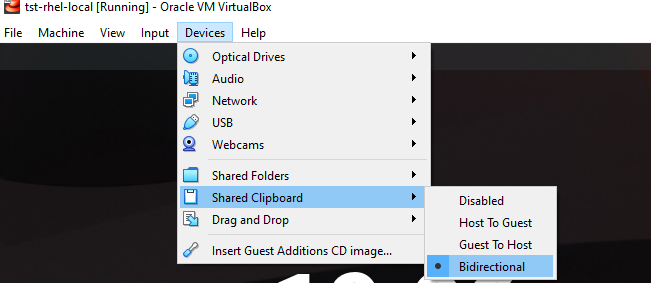 tst-rhel-local [Running] - Oracle VM VirtualBox
File Machine View Input Devices Help
Optical Drives
Audio
Network
USB
Webcams
Shared Folders
Shared Clipboard
Drag and Drop
Insert Guest Additions CD image...
Disabled
Host To Guest
Guest To Host
Bidirectional